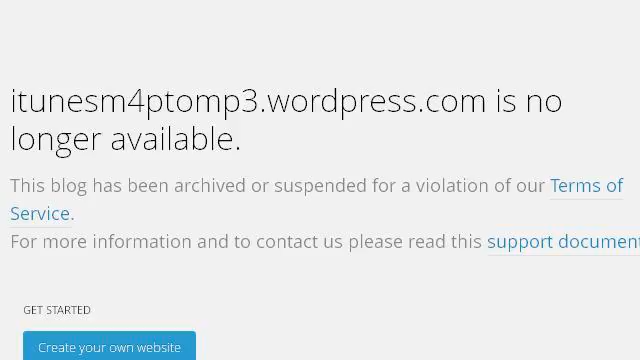 itunesm4ptomp3.wordpress.com is no
longer available.
This blog has been archived or suspended for a violation of our Terms of
Service.
For more information and to contact us please read this support document
GET STARTED
Create your own website